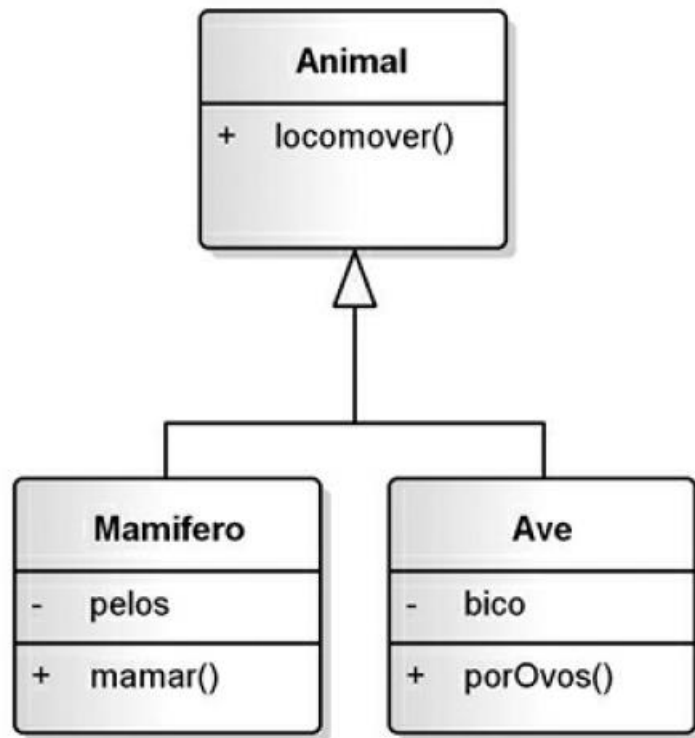 Animal
+ locomover()
Mamifero
- pelos
+ mamar()
Ave
- bico
+ porOvos()